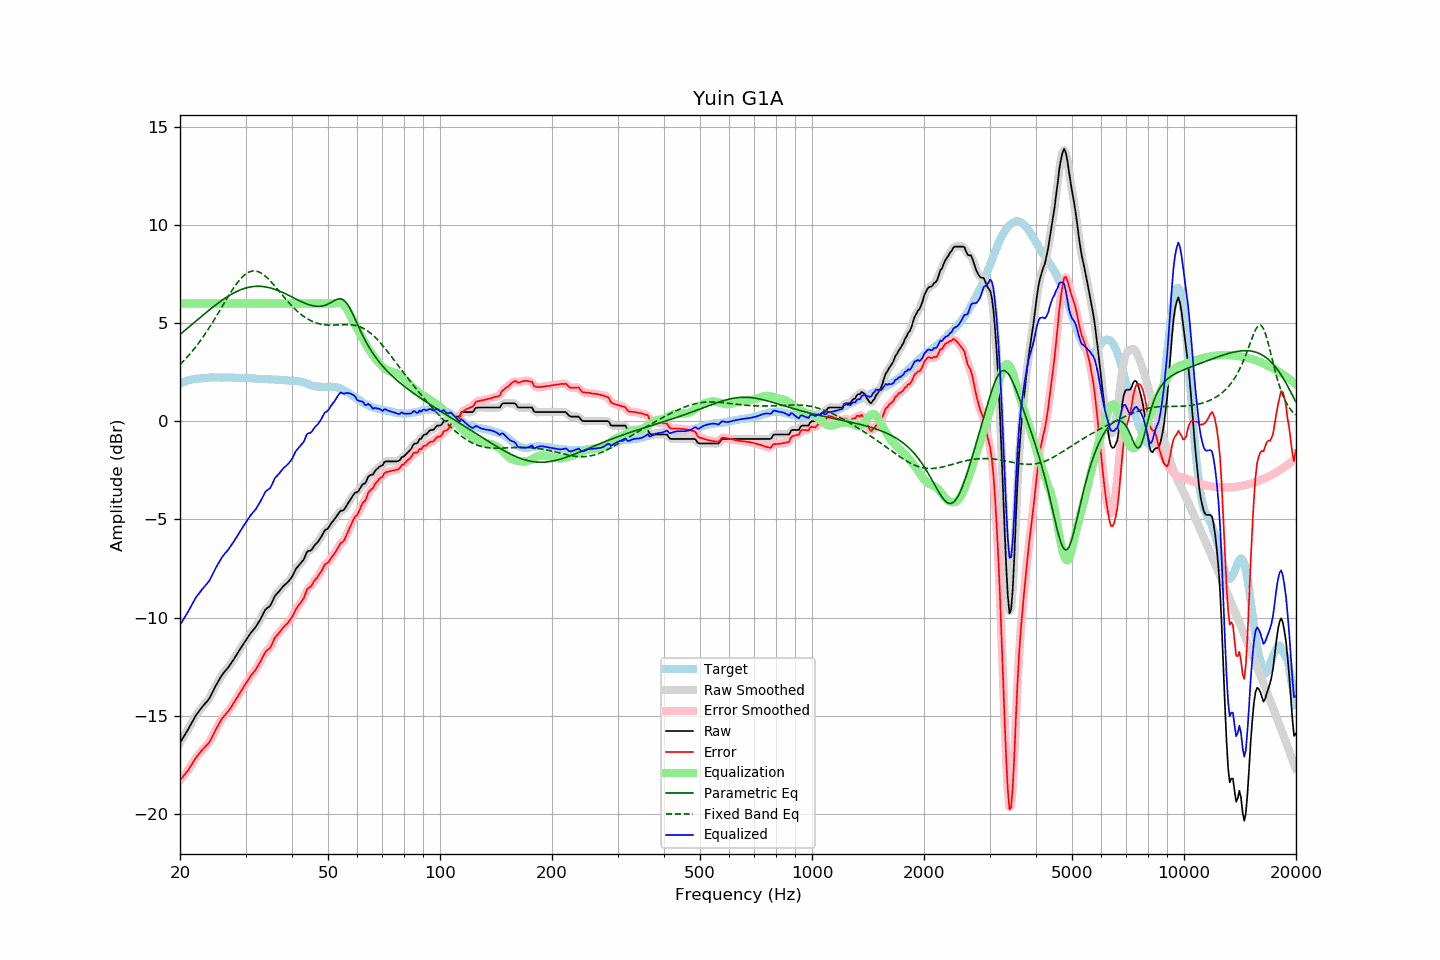 Yuin G1A
Amplitude (dBr)
15
10
5
0
−5
−10
−15
−20
Target
Raw Smoothed
Error Smoothed
Raw
Error
Equalization
Parametric Eq
Fixed Band Eq
Equalized
20 50 100 200 500 1000 2000 5000 10000 20000
Frequency (Hz)